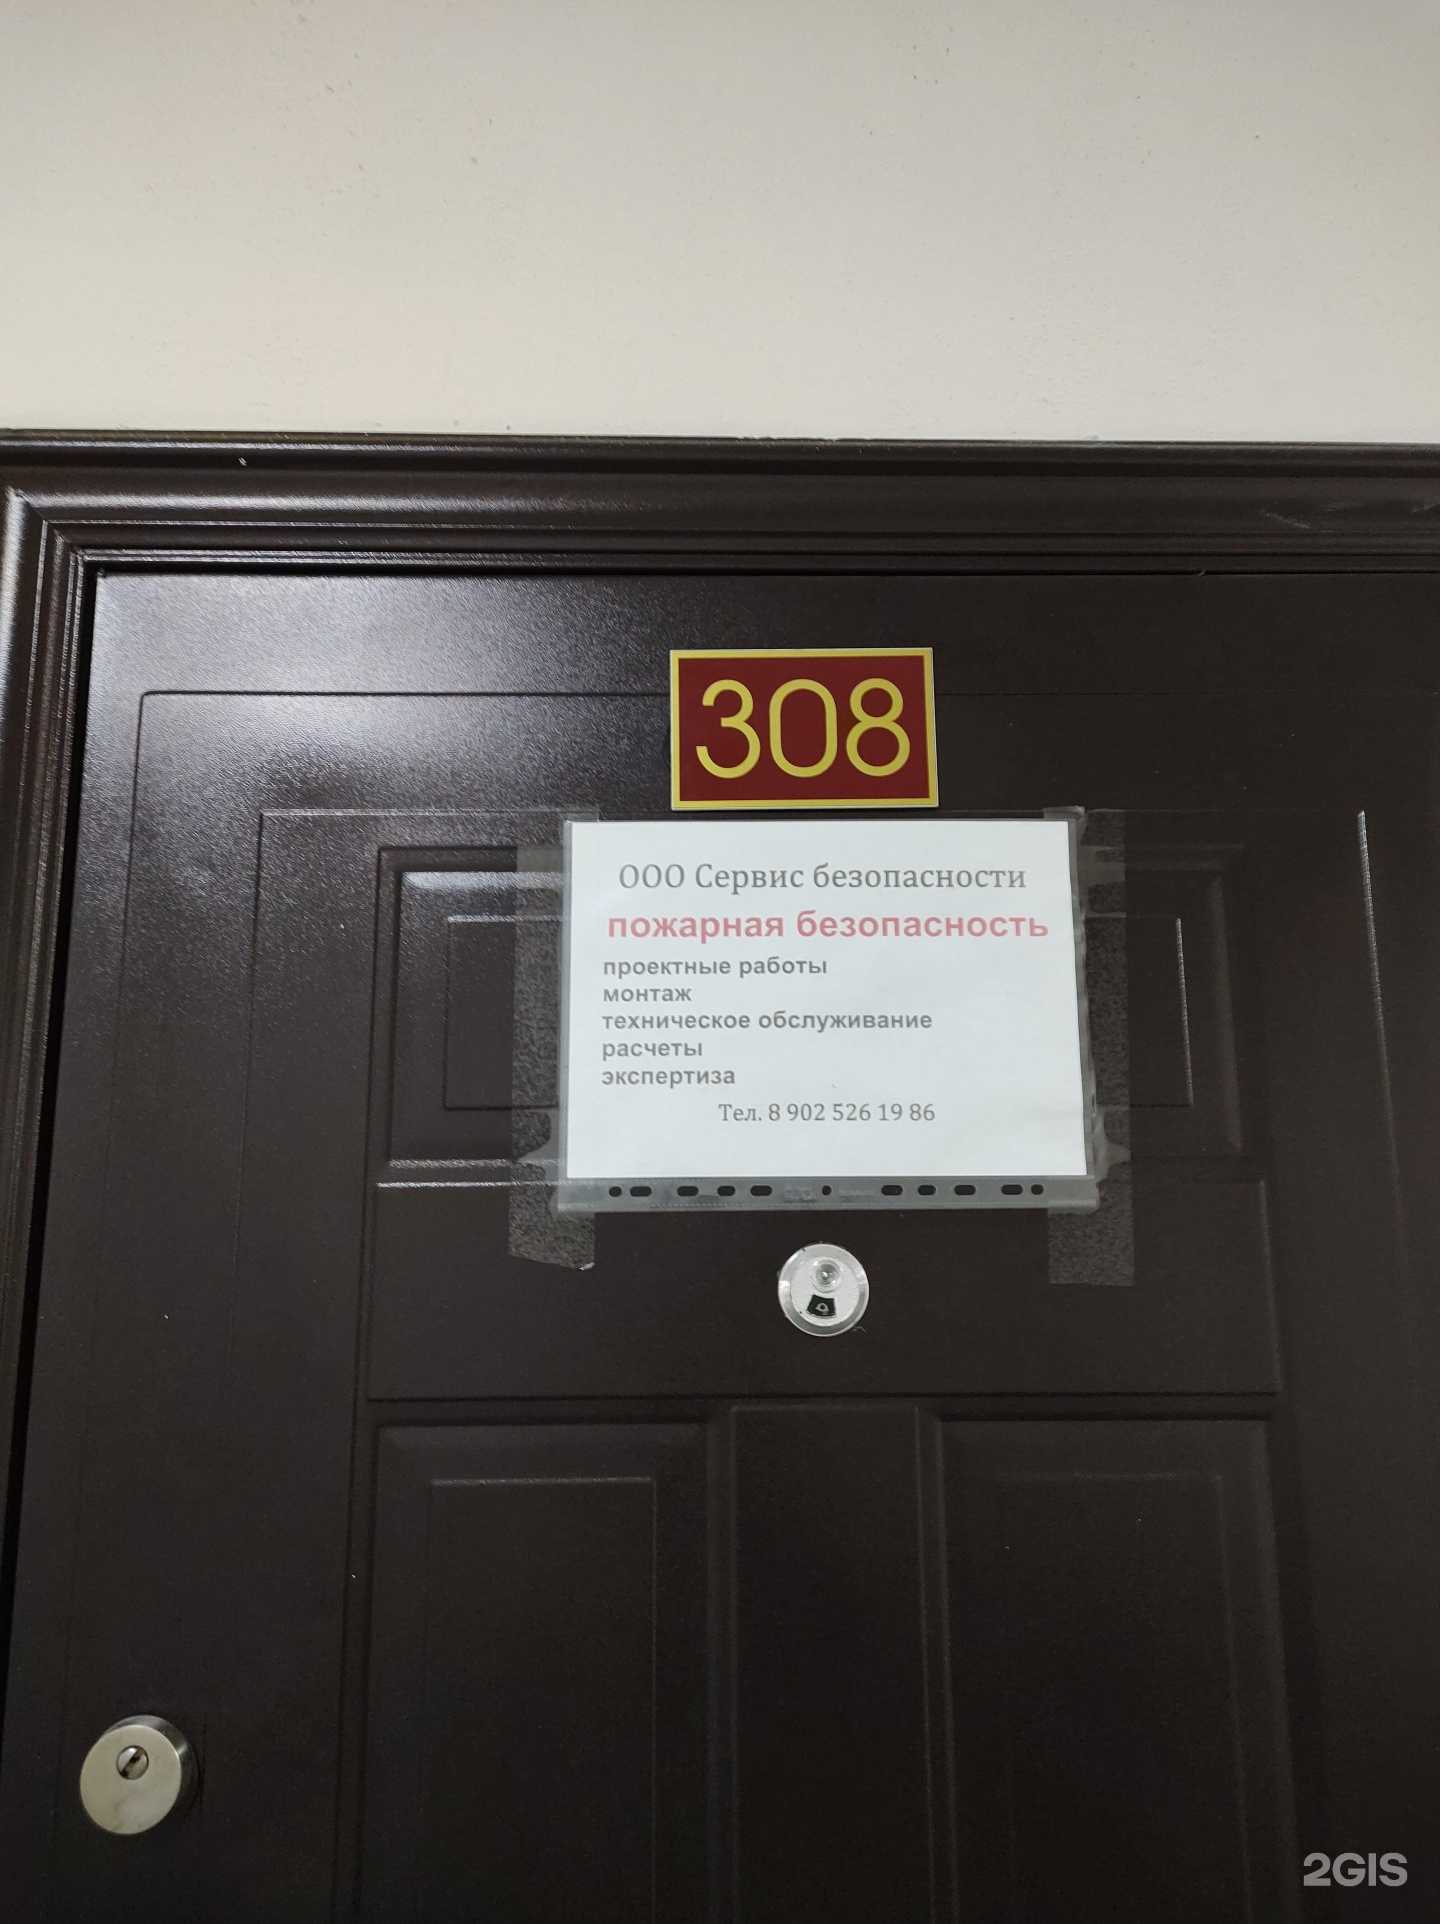 308
ООО Сервис безопасности
пожарная безопасность
проектные работы
монтаж
техническое обслуживание
расчеты
экспертиза
Тел. 8 902 526 19 86
2GIS